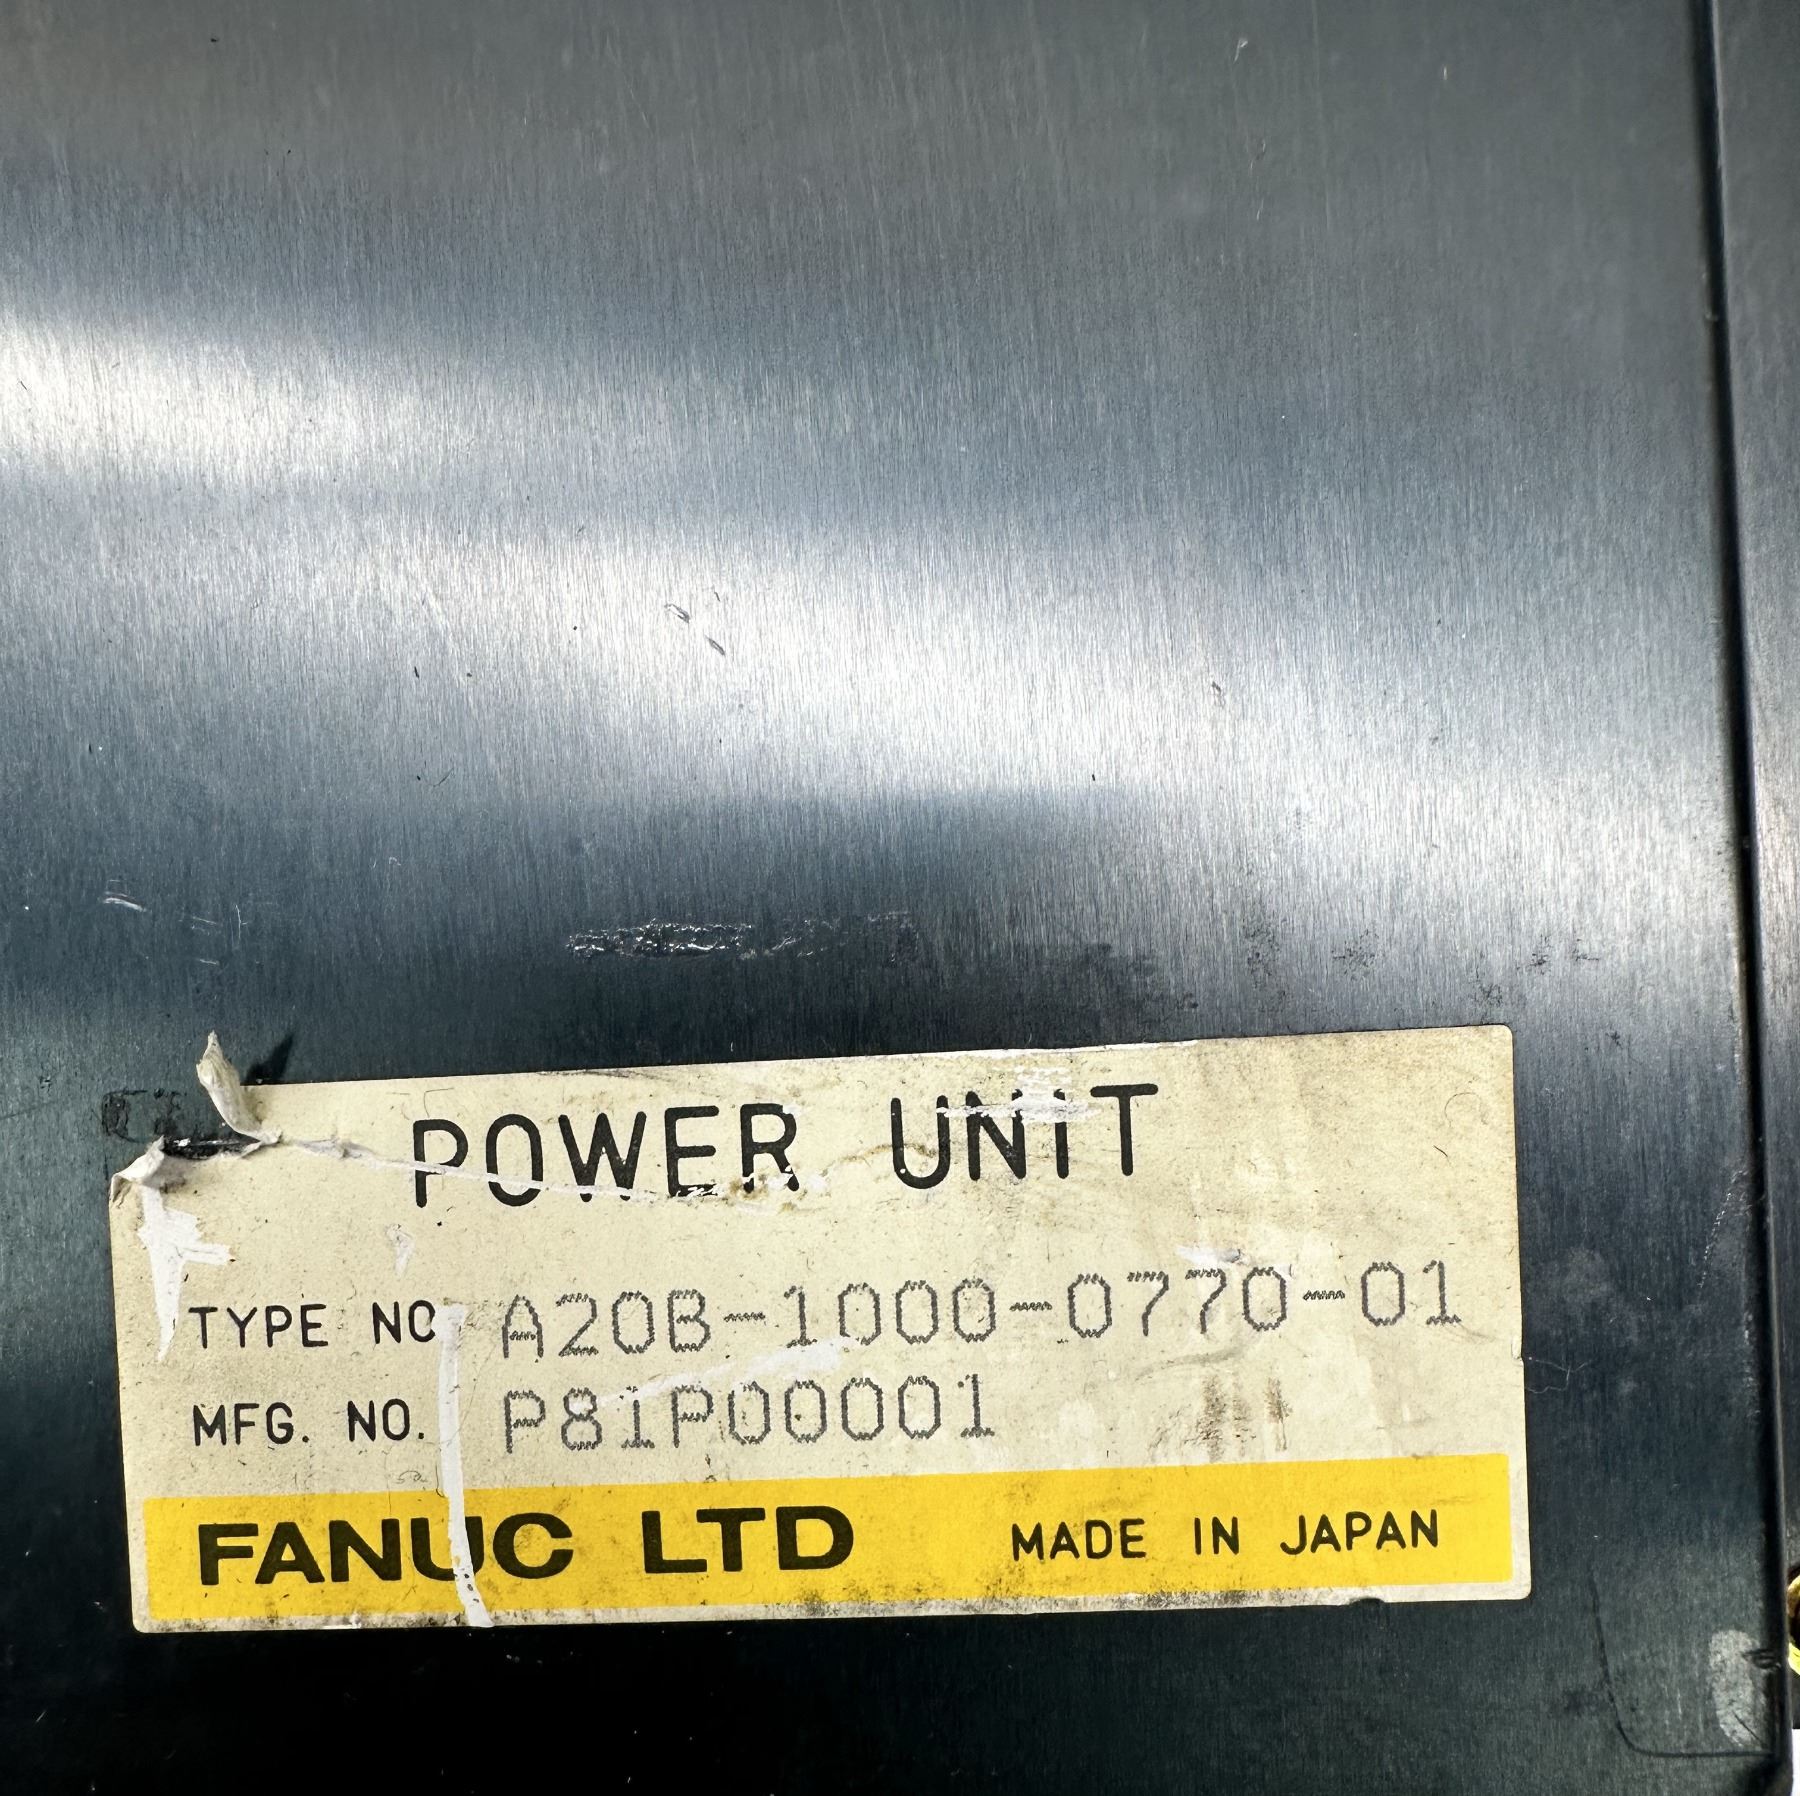 POWER UNIT
TYPE NO. A20B-1000-0770-01
MFG. NO. P81P00001
FANUC LTD MADE IN JAPAN